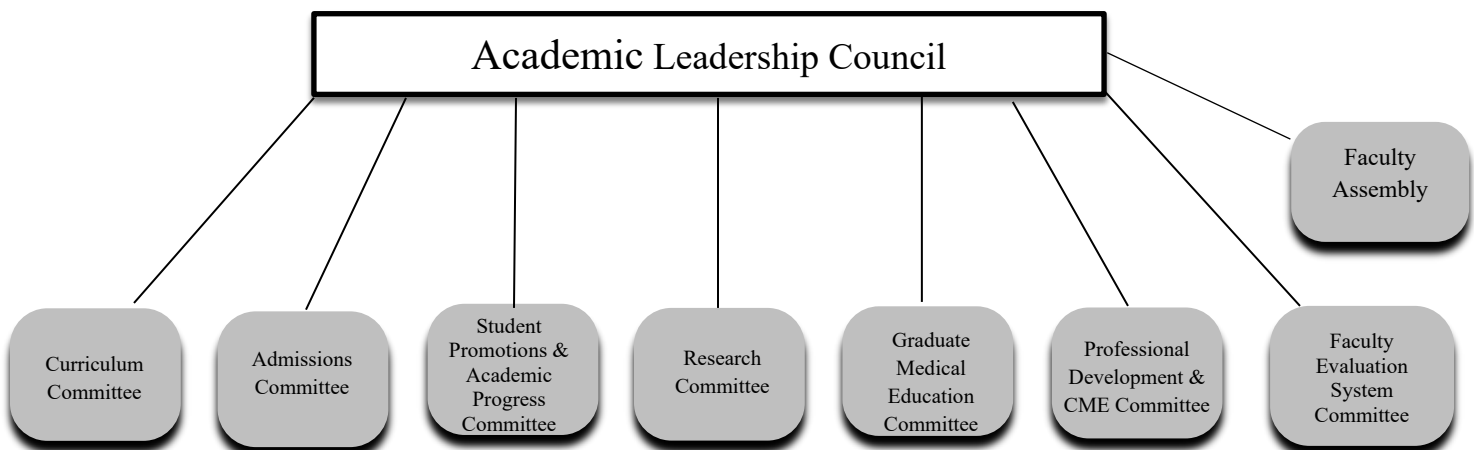 Academic Leadership Council
Faculty
Assembly
Curriculum
Committee
Admissions
Committee
Student
Promotions &
Academic
Progress
Committee
Research
Committee
Graduate
Medical
Education
Committee
Professional
Development &
CME Committee
Faculty
Evaluation
System
Committee